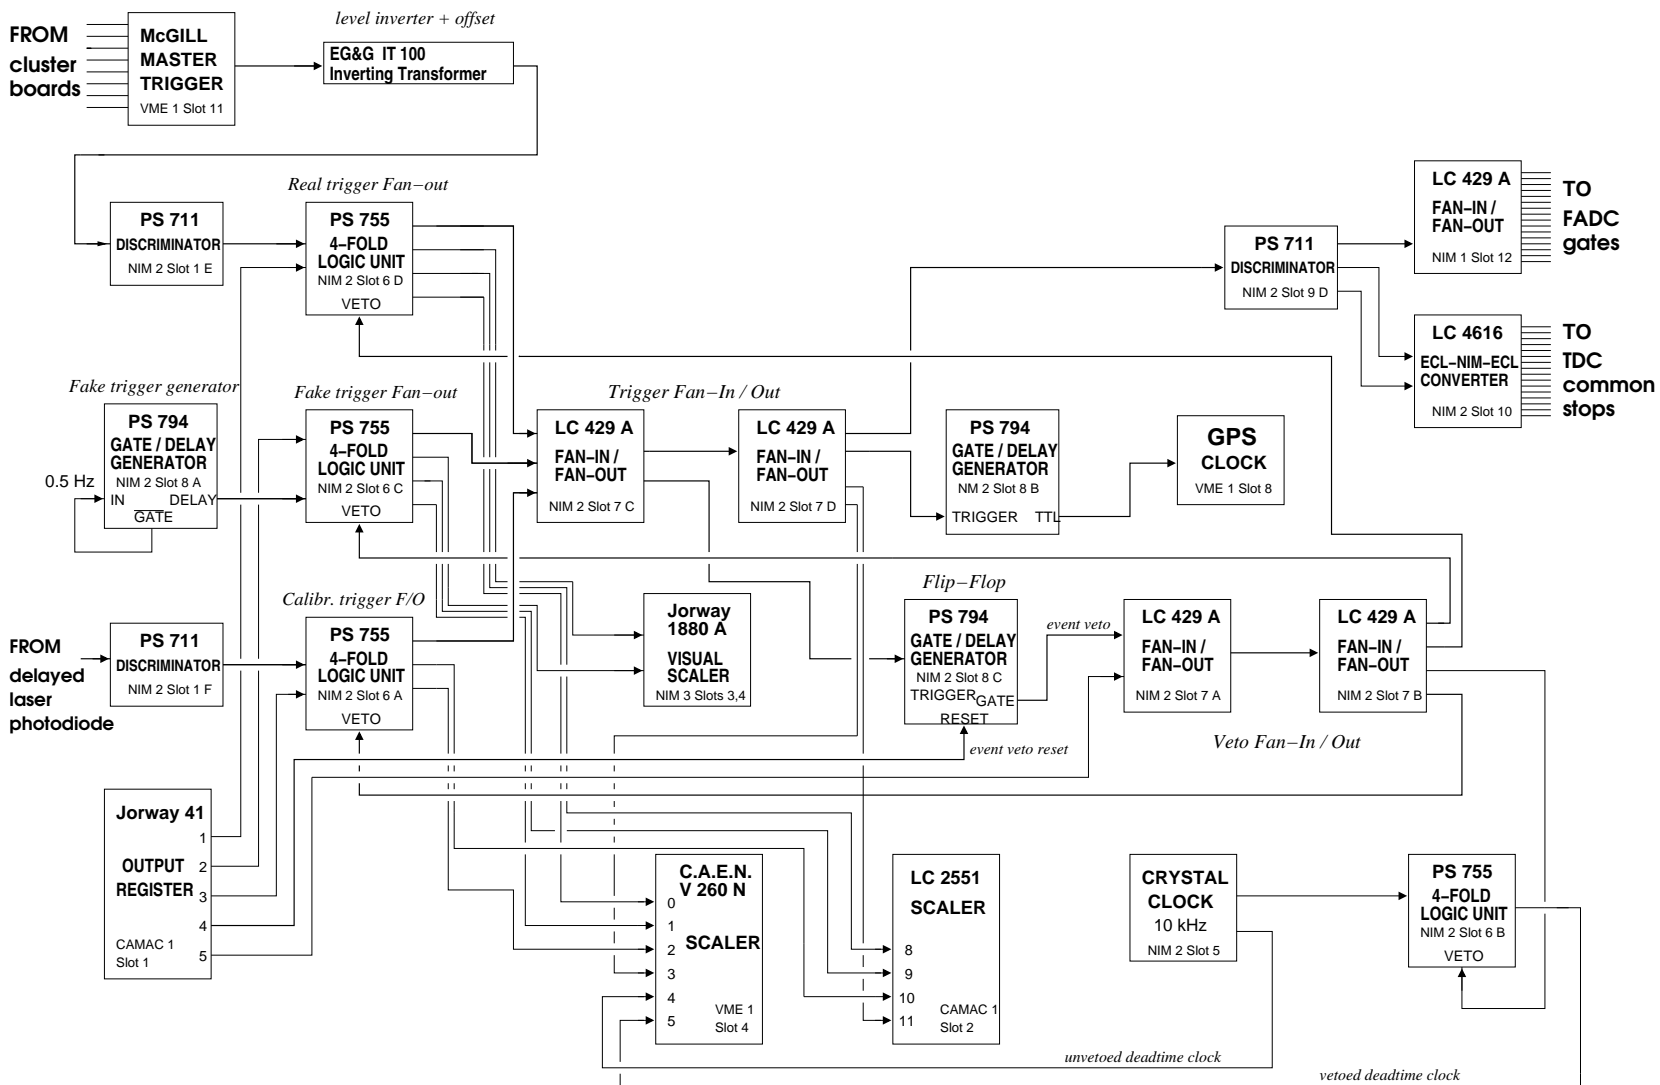 level inverter + offset
FROM
cluster
boards
McGILL
MASTER
TRIGGER
VME 1 Slot 11
EG&G IT 100
Inverting Transformer
Real trigger Fan-out
PS 711
DISCRIMINATOR
NIM 2 Slot 1 E
PS 755
4-FOLD
LOGIC UNIT
NIM 2 Slot 6 D
VETO
PS 711
DISCRIMINATOR
NIM 2 Slot 9 D
LC 429 A
FAN-IN /
FAN-OUT
NIM 1 Slot 12
TO
FADC
gates
LC 4616
ECL-NIM-ECL
CONVERTER
NIM 2 Slot 10
TO
TDC
common
stops
Fake trigger generator
PS 794
GATE / DELAY
GENERATOR
NIM 2 Slot 8 A
0.5 Hz
IN DELAY
GATE
Fake trigger Fan-out
PS 755
4-FOLD
LOGIC UNIT
NIM 2 Slot 6 C
VETO
Trigger Fan-In / Out
LC 429 A
FAN-IN /
FAN-OUT
NIM 2 Slot 7 C
LC 429 A
FAN-IN /
FAN-OUT
NIM 2 Slot 7 D
PS 794
GATE / DELAY
GENERATOR
NM 2 Slot 8 B
TRIGGER TTL
GPS
CLOCK
VME 1 Slot 8
FROM
delayed
laser
photodiode
PS 711
DISCRIMINATOR
NIM 2 Slot 1 F
Calibr. trigger F/O
PS 755
4-FOLD
LOGIC UNIT
NIM 2 Slot 6 A
VETO
Jorway
1880 A
VISUAL
SCALER
NIM 3 Slots 3,4
Flip-Flop
PS 794
GATE / DELAY
GENERATOR
NIM 2 Slot 8 C
TRIGGER
GATE
RESET
event veto
event veto reset
LC 429 A
FAN-IN /
FAN-OUT
NIM 2 Slot 7 A
LC 429 A
FAN-IN /
FAN-OUT
NIM 2 Slot 7 B
Veto Fan-In / Out
Jorway 41
OUTPUT
REGISTER
CAMAC 1
Slot 1
1
2
3
4
5
C.A.E.N.
V 260 N
SCALER
0
1
2
3
4
5
VME 1
Slot 4
LC 2551
SCALER
8
9
10
11
CAMAC 1
Slot 2
CRYSTAL
CLOCK
10 kHz
NIM 2 Slot 5
PS 755
4-FOLD
LOGIC UNIT
NIM 2 Slot 6 B
VETO
unvetoed deadtime clock
vetoed deadtime clock